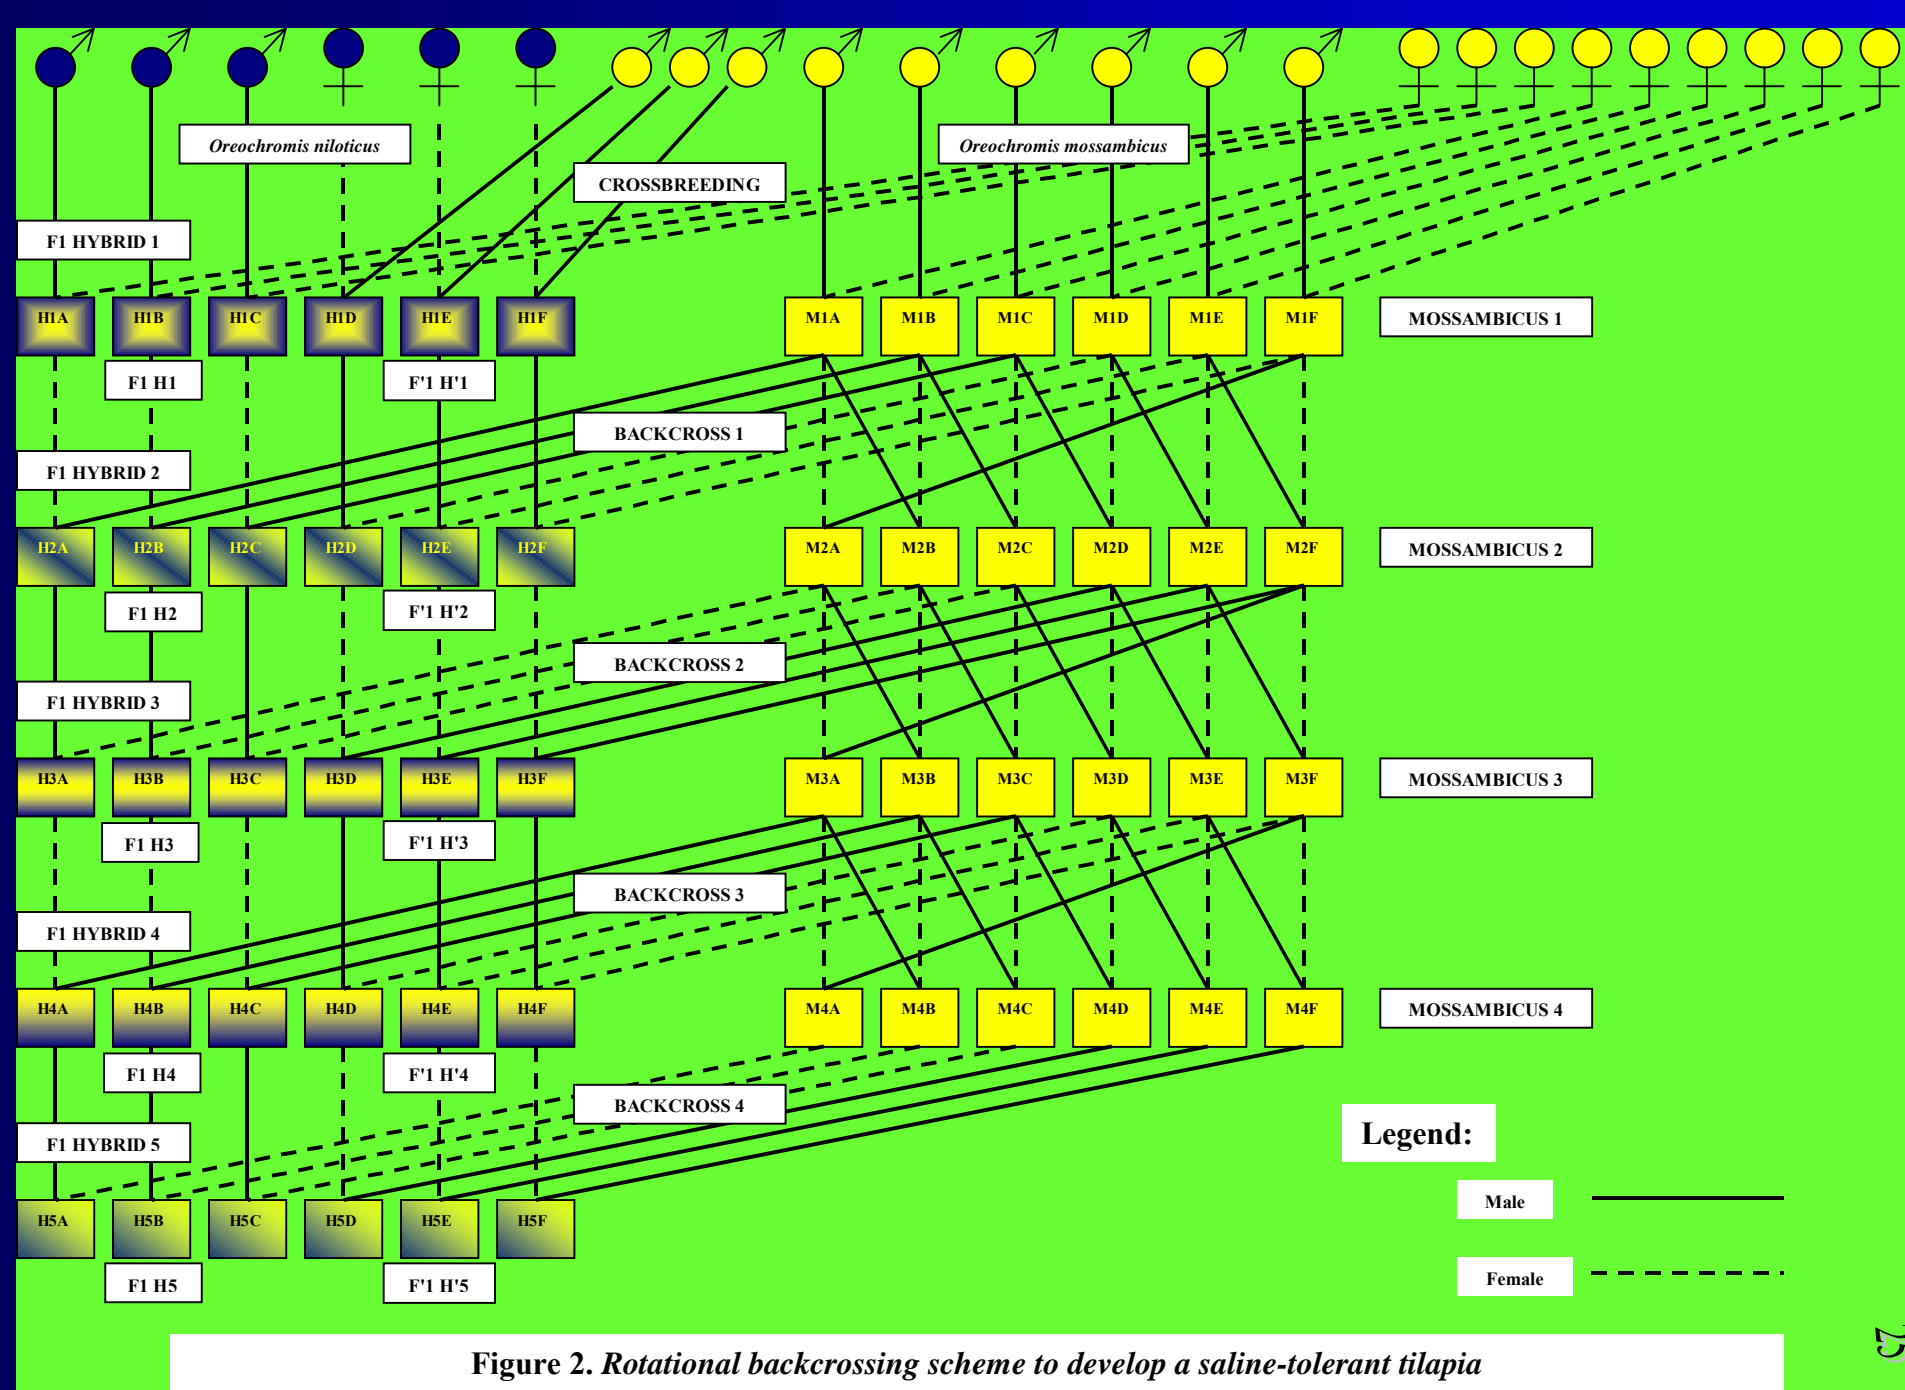 Oreochromis niloticus
Oreochromis mossambicus
CROSSBREEDING
F1 HYBRID 1
H1A H1B H1C H1D H1E H1F M1A M1B M1C M1D M1E M1F MOSSAMBICUS 1
F1 H1 F'1 H'1
BACKCROSS 1
F1 HYBRID 2
H2A H2B H2C H2D H2E H2F M2A M2B M2C M2D M2E M2F MOSSAMBICUS 2
F1 H2 F'1 H'2
BACKCROSS 2
F1 HYBRID 3
H3A H3B H3C H3D H3E H3F M3A M3B M3C M3D M3E M3F MOSSAMBICUS 3
F1 H3 F'1 H'3
BACKCROSS 3
F1 HYBRID 4
H4A H4B H4C H4D H4E H4F M4A M4B M4C M4D M4E M4F MOSSAMBICUS 4
F1 H4 F'1 H'4
BACKCROSS 4
F1 HYBRID 5
H5A H5B H5C H5D H5E H5F
F1 H5 F'1 H'5
Legend:
Male
Female
Figure 2. Rotational backcrossing scheme to develop a saline-tolerant tilapia